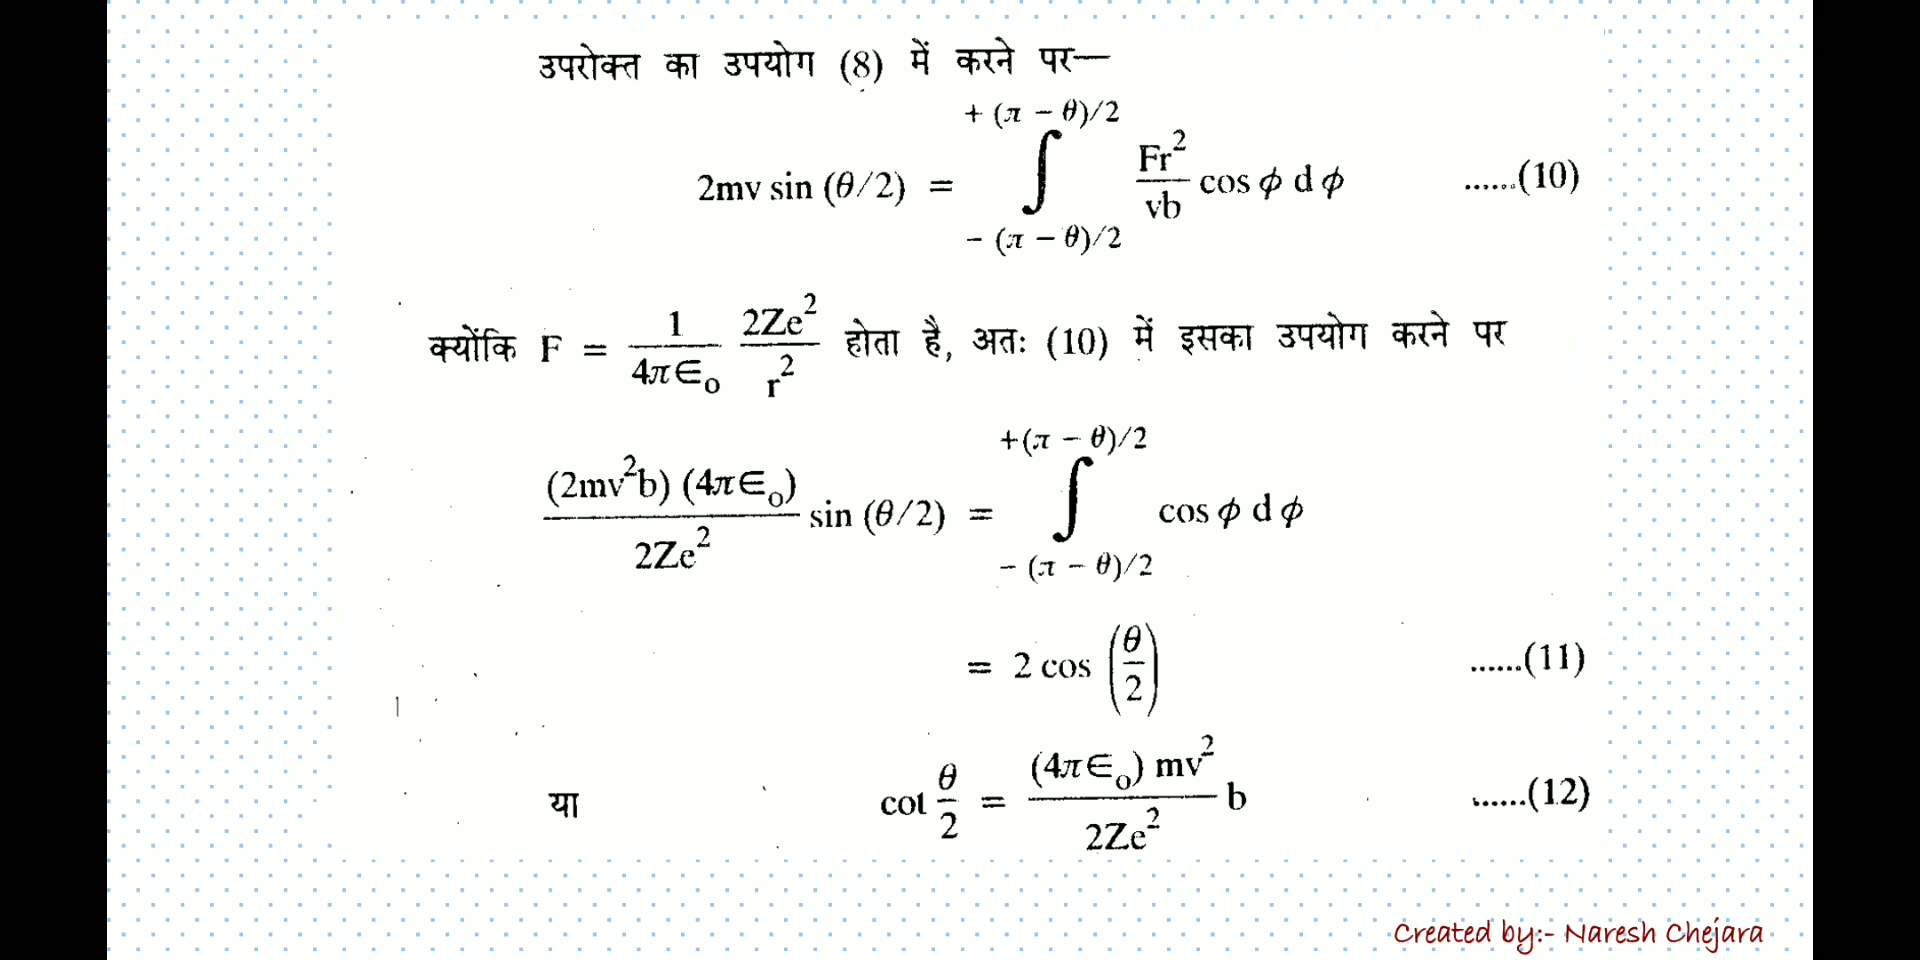 उपरोक्त का उपयोग (8) में करने पर—
2mv sin (θ/2) = ∫_{- (π - θ)/2}^{+ (π - θ)/2} Fr²/vb cos ϕ d ϕ ......(10)
क्योंकि F = 1/4π∈₀ 2Ze²/r² होता है, अतः (10) में इसका उपयोग करने पर
(2mv²b) (4π∈₀)/2Ze² sin (θ/2) = ∫_{- (π - θ)/2}^{+(π - θ)/2} cos ϕ d ϕ
= 2 cos (θ/2) ......(11)
या cot θ/2 = (4π∈₀) mv²/2Ze² b ......(12)
Created by:- Naresh Chejara